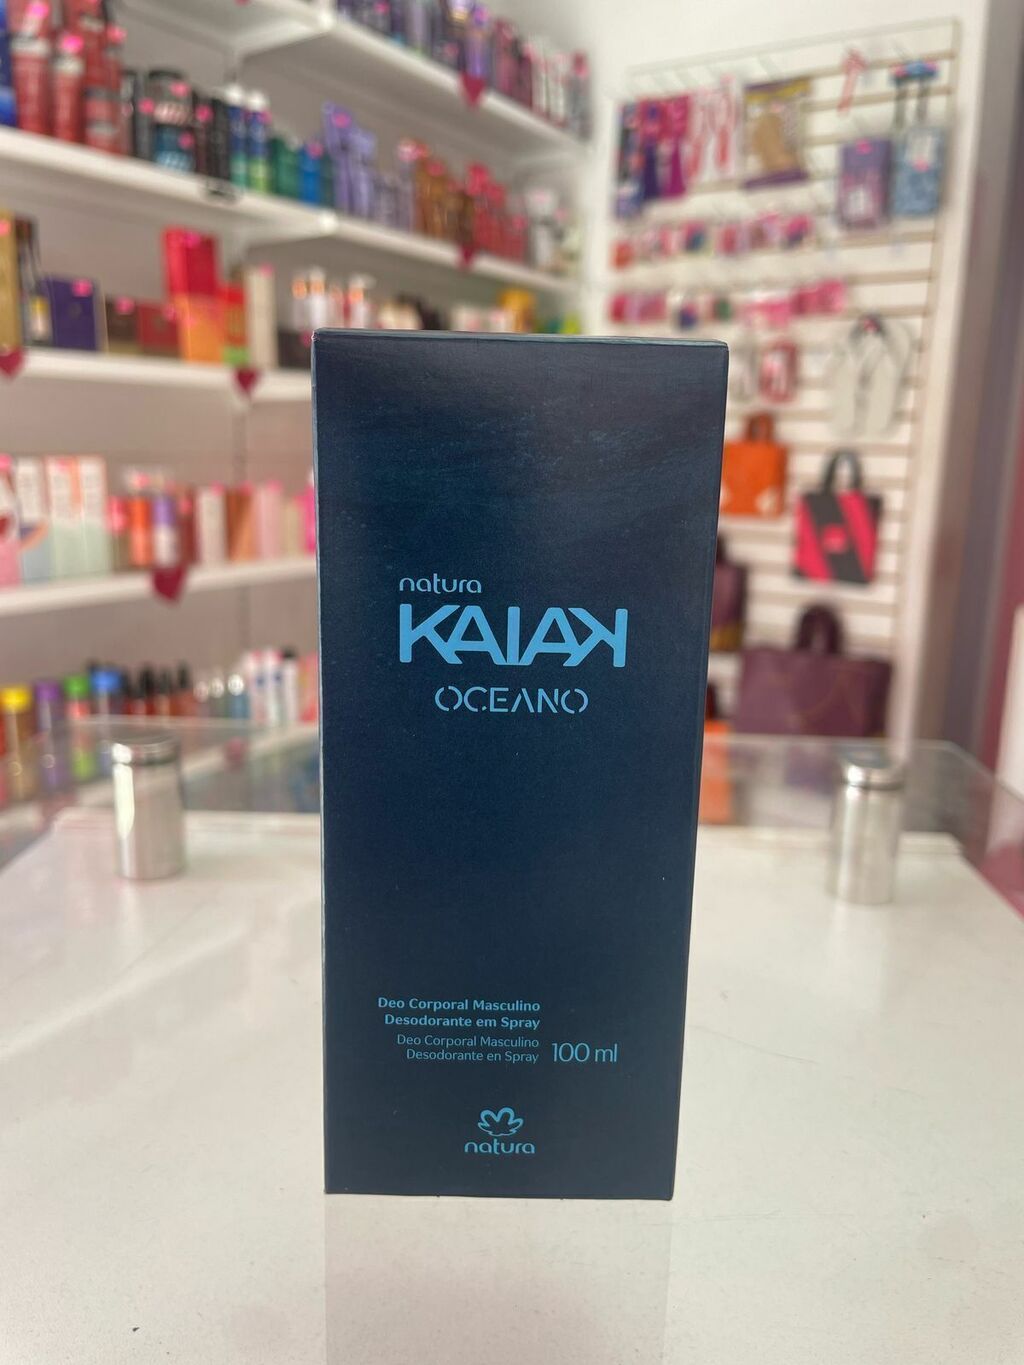 natura
KAIAK
OCEANO
Deo Corporal Masculino
Desodorante em Spray
Deo Corporal Masculino
Desodorante en Spray
100 ml
natura